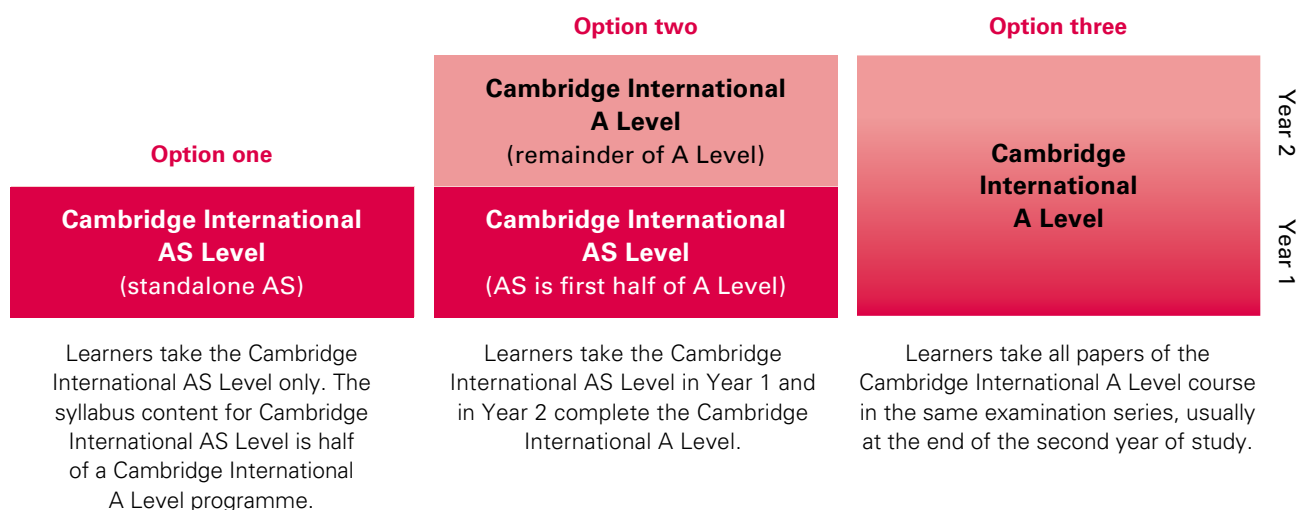 Option one
Cambridge International
AS Level
(standalone AS)
Learners take the Cambridge
International AS Level only. The
syllabus content for Cambridge
International AS Level is half
of a Cambridge International
A Level programme.
Option two
Cambridge International
A Level
(remainder of A Level)
Cambridge International
AS Level
(AS is first half of A Level)
Learners take the Cambridge
International AS Level in Year 1 and
in Year 2 complete the Cambridge
International A Level.
Option three
Cambridge
International
A Level
Learners take all papers of the
Cambridge International A Level course
in the same examination series, usually
at the end of the second year of study.
Year 2
Year 1